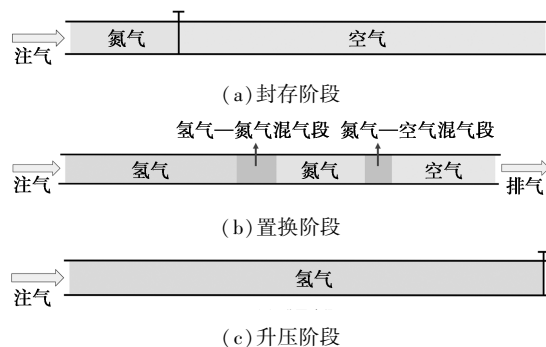 氮气 空气
注气
(a)封存阶段
氢气—氮气混气段 氮气—空气混气段
氢气 氮气 空气
注气 排气
(b)置换阶段
氢气
注气
(c)升压阶段